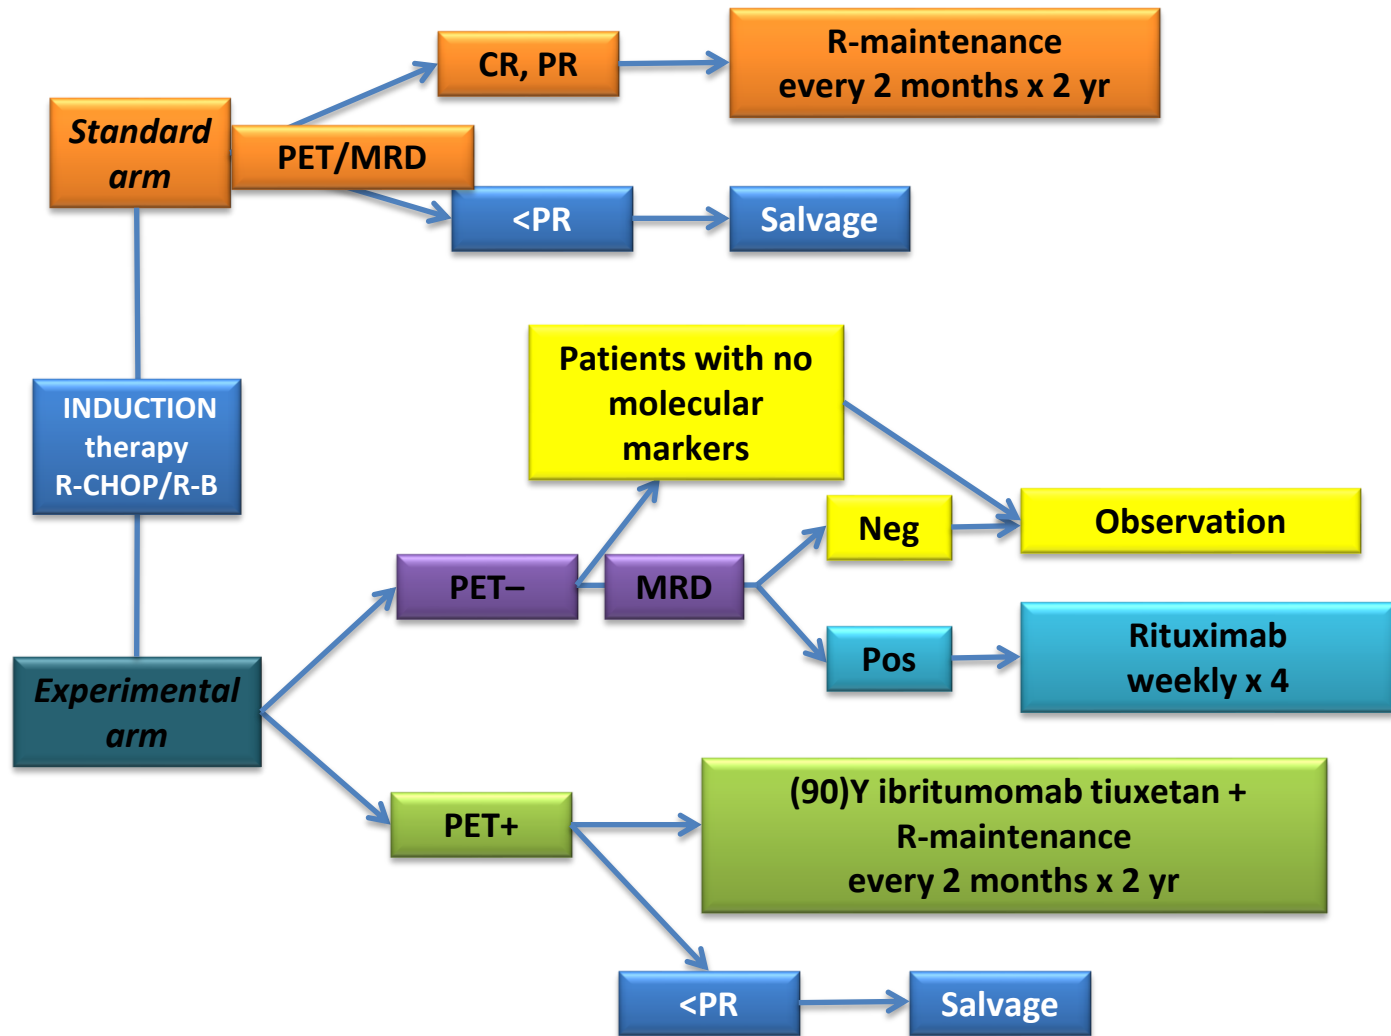 CR, PR
R-maintenance
every 2 months x 2 yr
Standard
arm
PET/MRD
<PR
Salvage
Patients with no
molecular
markers
INDUCTION
therapy
R-CHOP/R-B
Neg
Observation
PET–
MRD
Pos
Rituximab
weekly x 4
Experimental
arm
PET+
(90)Y ibritumomab tiuxetan +
R-maintenance
every 2 months x 2 yr
<PR
Salvage